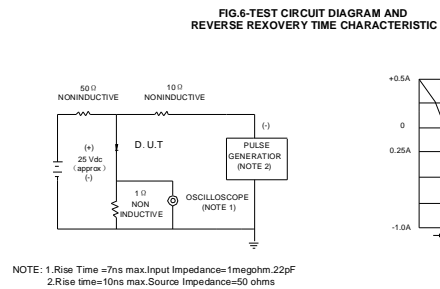 FIG.6-TEST CIRCUIT DIAGRAM AND
REVERSE REXOVERY TIME CHARACTERISTIC
50 Ω
NONINDUCTIVE
10 Ω
NONINDUCTIVE
(+)
25 Vdc
(approx)
(-)
D. U.T
(-)
PULSE
GENERATIOR
(NOTE 2)
1 Ω
NON
INDUCTIVE
OSCILLOSCOPE
(NOTE 1)
+0.5A
0
0.25A
-1.0A
NOTE: 1.Rise Time =7ns max.Input Impedance=1megohm.22pF
2.Rise time=10ns max.Source Impedance=50 ohms